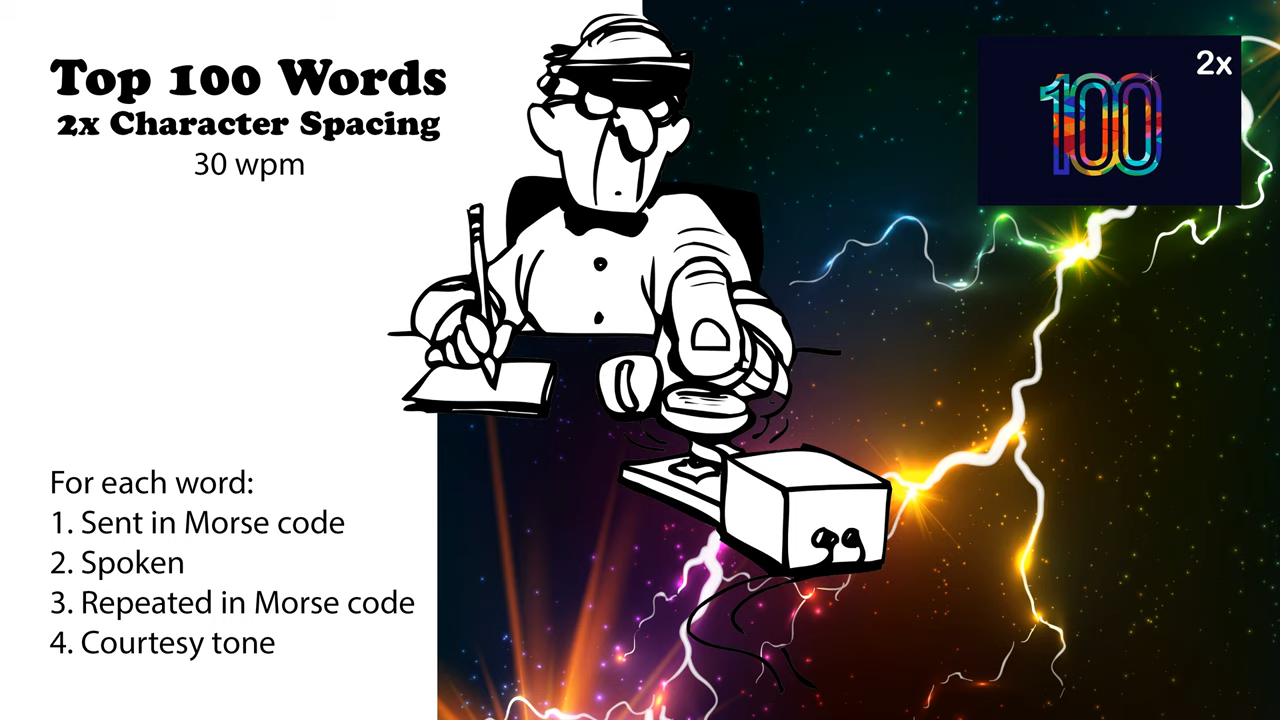 Top 100 Words
2x Character Spacing
30 wpm
2x
100
For each word:
1. Sent in Morse code
2. Spoken
3. Repeated in Morse code
4. Courtesy tone